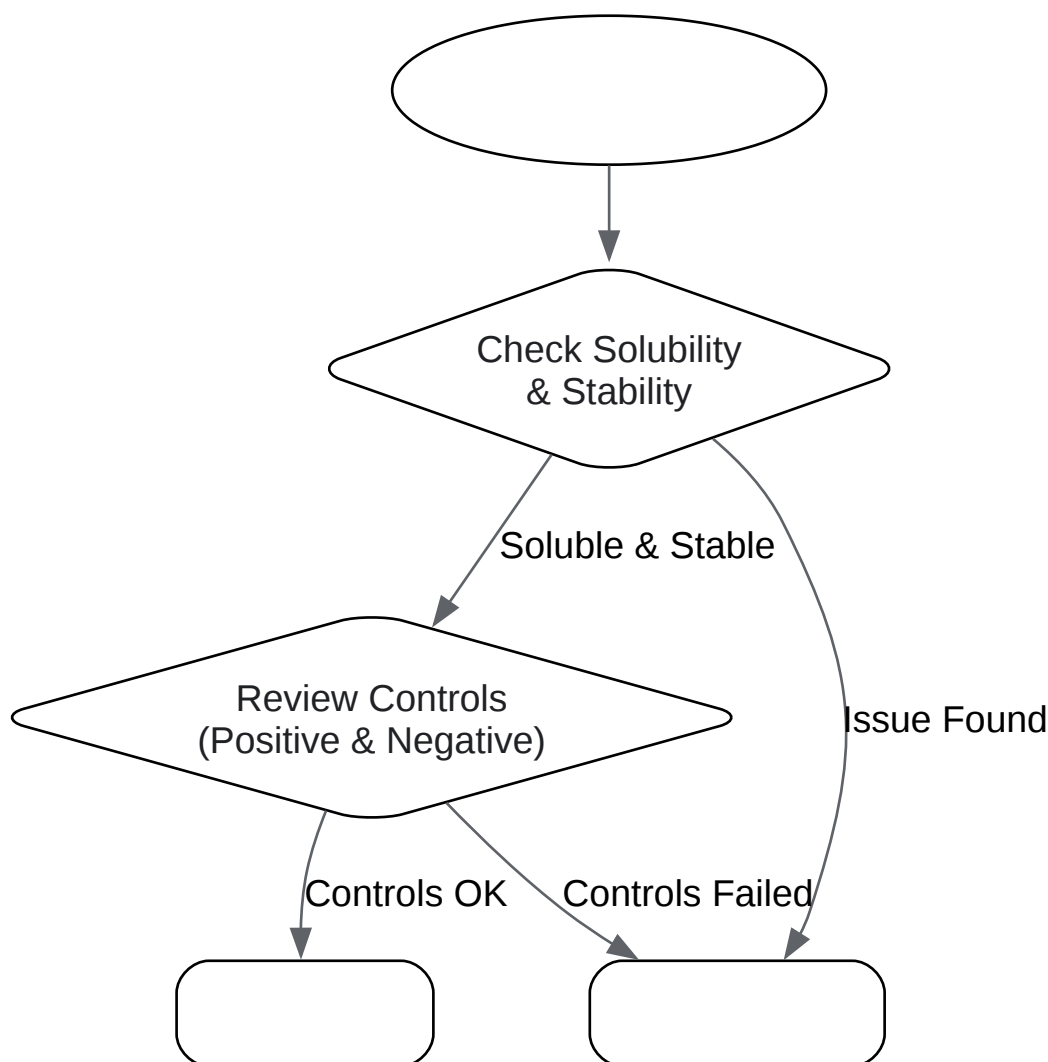 Check Solubility
& Stability
Soluble & Stable
Review Controls
(Positive & Negative)
Issue Found
Controls OK
Controls Failed